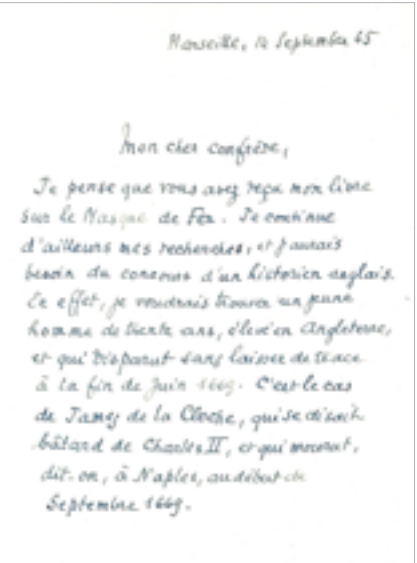 Marseille, 12 Septembre 65
Mon cher confrère,
Je pense que vous avez reçu mon livre
sur le Masque de Fer. Je continue
d'ailleurs mes recherches, et j'aurais
besoin du concours d'un historien anglais.
En effet, je voudrais trouver un jeune
homme de trente ans, élevé en Angleterre,
et qui disparut sans laisser de trace
à la fin de Juin 1669. C'est le cas
de James de la Cloche, qui se disait
bâtard de Charles II, et qui mourut,
dit-on, à Naples, au début de
Septembre 1669.